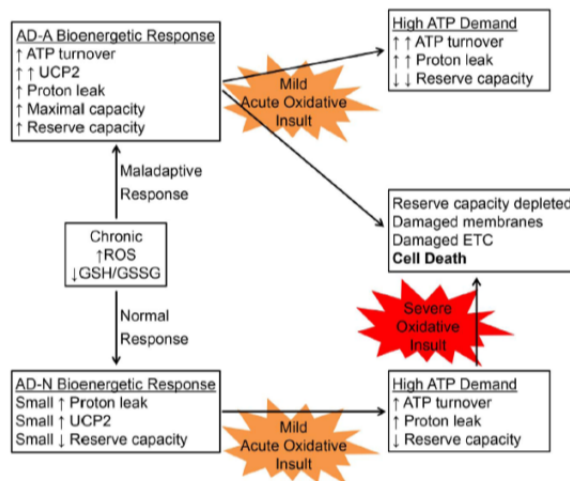 AD-A Bioenergetic Response
↑ ATP turnover
↑ ↑ UCP2
↑ Proton leak
↑ Maximal capacity
↑ Reserve capacity
Mild
Acute Oxidative
Insult
High ATP Demand
↑ ↑ ATP turnover
↑ ↑ Proton leak
↓ ↓ Reserve capacity
Maladaptive
Response
Reserve capacity depleted
Damaged membranes
Damaged ETC
Cell Death
Chronic
↑ROS
↓GSH/GSSG
Normal
Response
Severe
Oxidative
Insult
AD-N Bioenergetic Response
Small ↑ Proton leak
Small ↑ UCP2
Small ↓ Reserve capacity
Mild
Acute Oxidative
Insult
High ATP Demand
↑ ATP turnover
↑ Proton leak
↓ Reserve capacity